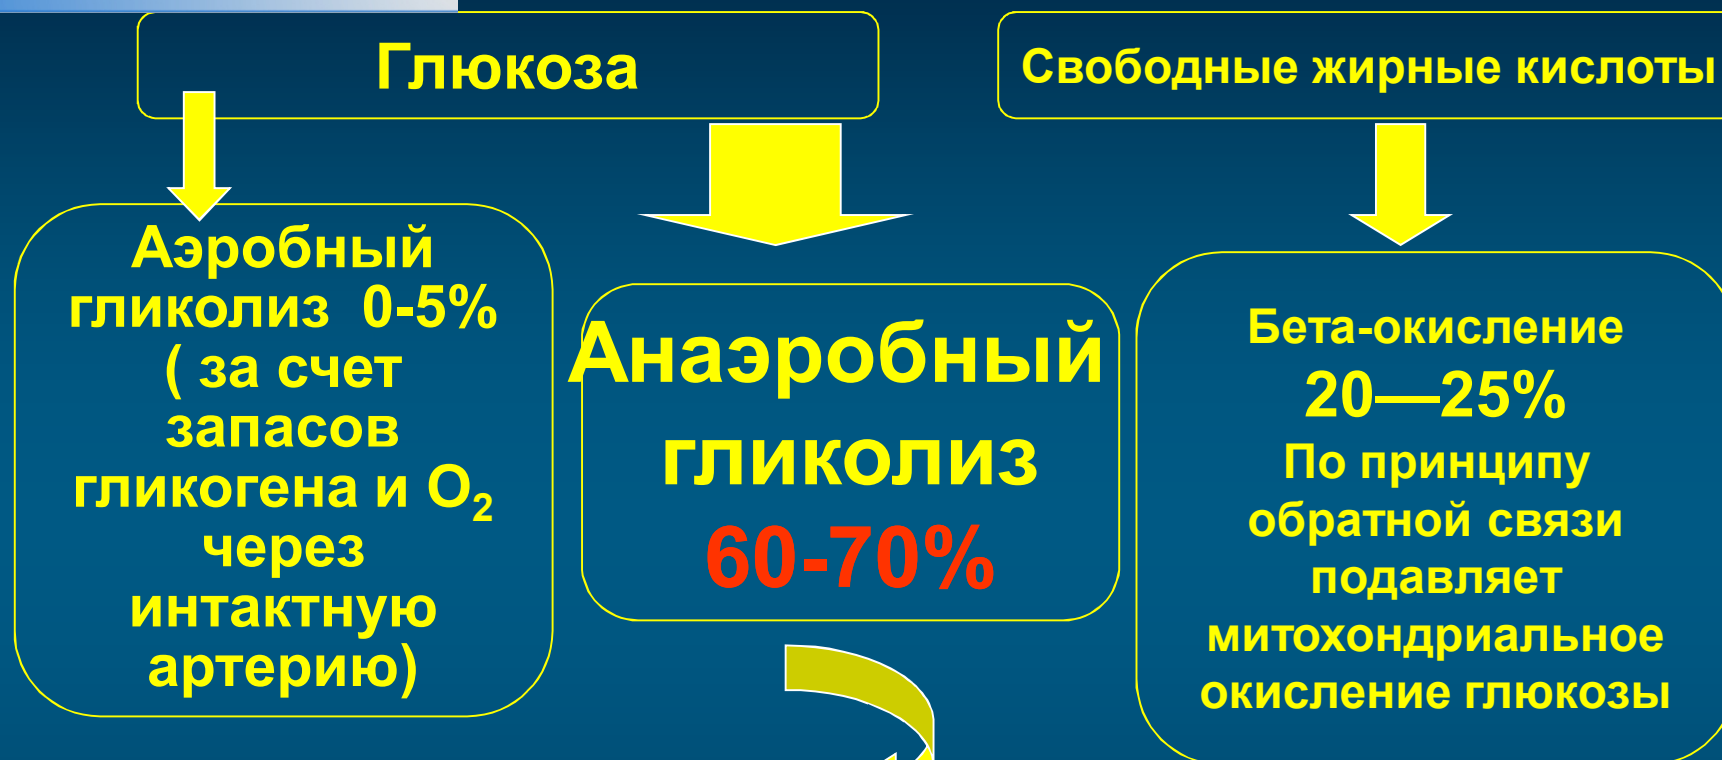 Глюкоза
Свободные жирные кислоты
Аэробный
гликолиз 0-5%
( за счет
запасов
гликогена и O₂
через
интактную
артерию)
Анаэробный
гликолиз
60-70%
Бета-окисление
20—25%
По принципу
обратной связи
подавляет
митохондриальное
окисление глюкозы